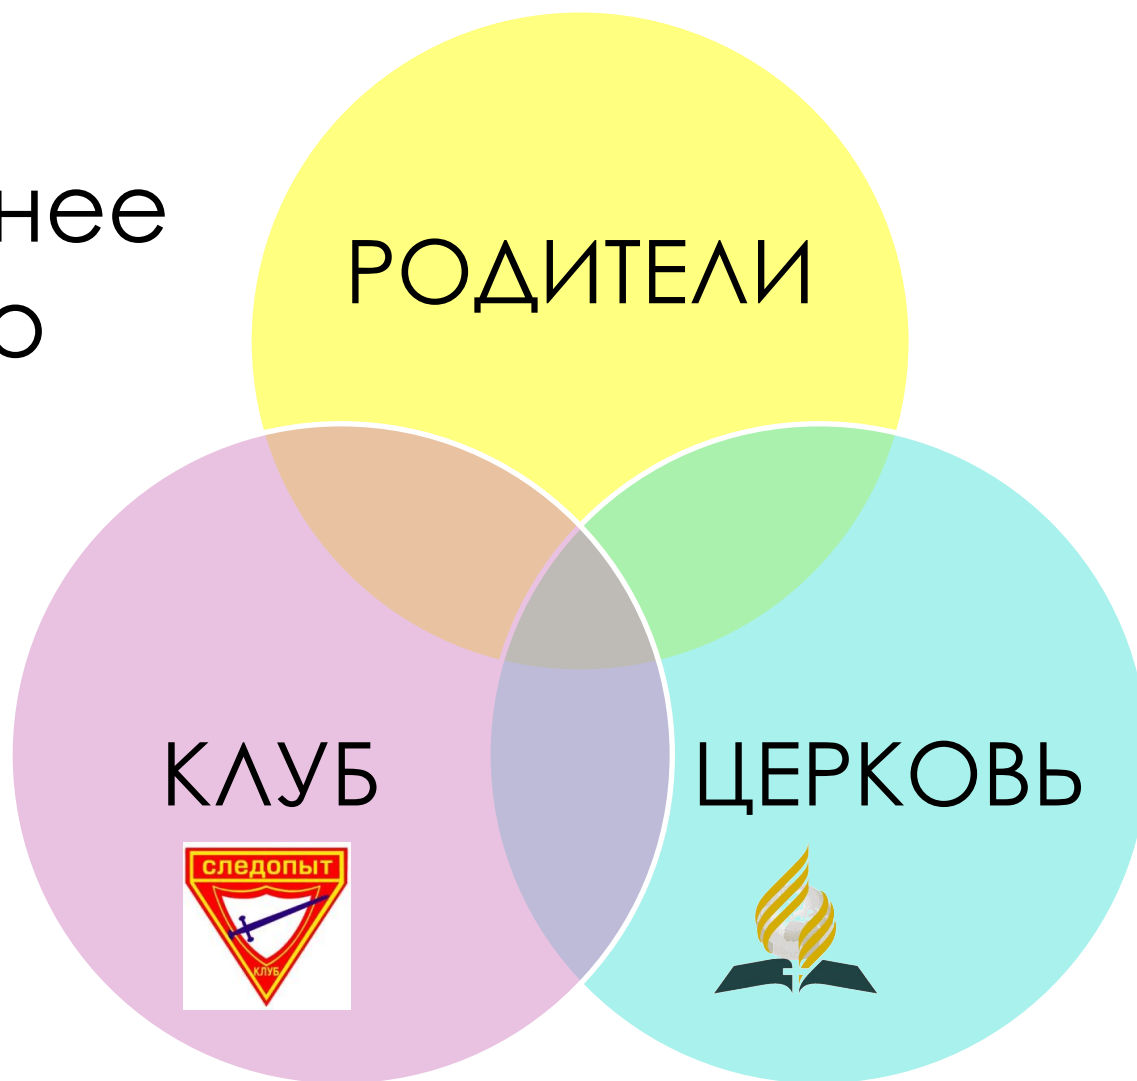 нее
о
РОДИТЕЛИ
КЛУБ
ЦЕРКОВЬ
следопыт
КЛУБ